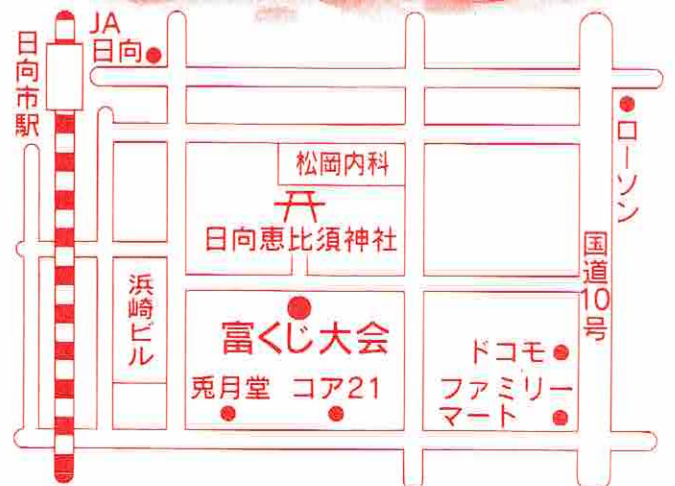 JA
日向
日向市駅
ローソン
松岡内科
日向恵比須神社
国道10号
浜崎ビル
富くじ大会
ドコモ
兎月堂
コア21
ファミリー
マート